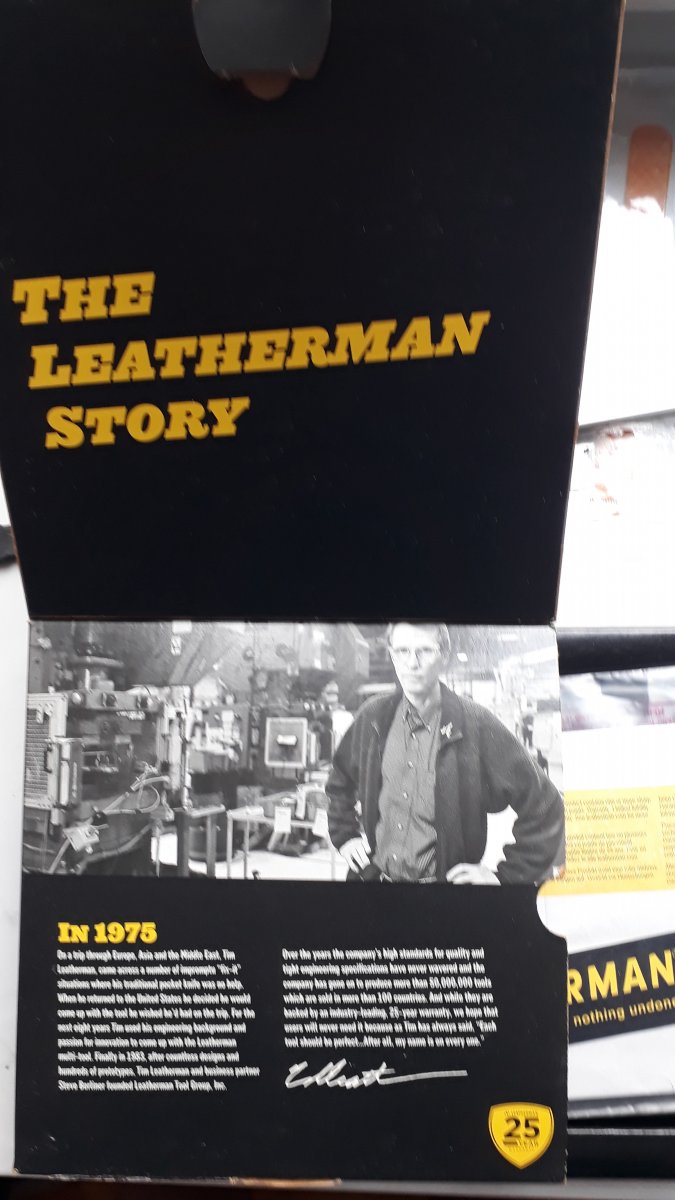 THE
LEATHERMAN
STORY
IN 1975
On a trip through Europe, Asia and the Middle East, Tim
Leatherman, came across a number of impromptu "fix-it"
situations where his traditional pocket knife was no help.
When he returned to the United States he decided he would
come up with the tool he wished he'd had on the trip. For the
next eight years Tim used his engineering background and
passion for innovation to come up with the Leatherman
multi-tool. Finally in 1983, after countless designs and
hundreds of prototypes, Tim Leatherman and business partner
Steve Berliner founded Leatherman Tool Group, Inc.
Over the years the company's high standards for quality and
tight engineering specifications have never wavered and the
company has gone on to produce more than 50,000,000 tools
which are sold in more than 100 countries. And while they are
backed by an industry-leading, 25-year warranty, we hope that
users will never need it because as Tim has always said, "Each
tool should be perfect...After all, my name is on every one."
25
YEAR
RMAN
nothing undone